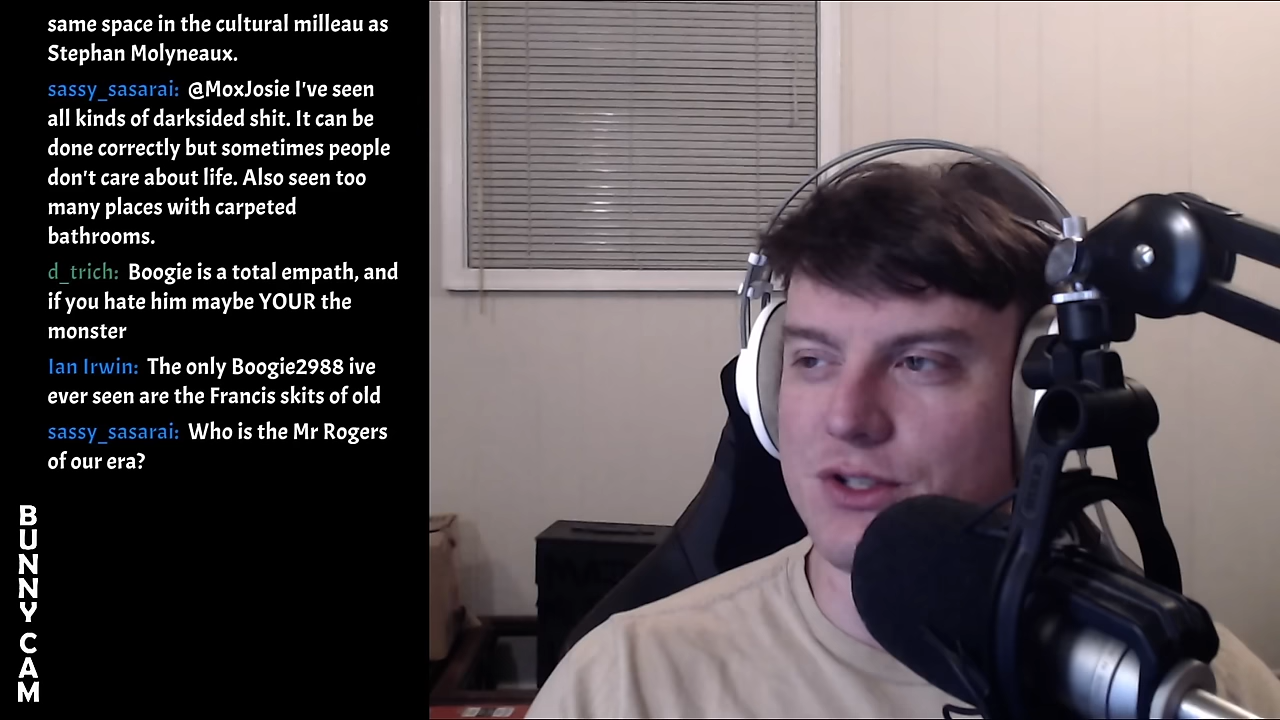 same space in the cultural milleau as
Stephan Molyneaux.
sassy_sasarai: @MoxJosie I've seen
all kinds of darksided shit. It can be
done correctly but sometimes people
don't care about life. Also seen too
many places with carpeted
bathrooms.
d_trich: Boogie is a total empath, and
if you hate him maybe YOUR the
monster
Ian Irwin: The only Boogie2988 ive
ever seen are the Francis skits of old
sassy_sasarai: Who is the Mr Rogers
of our era?
BUNNY CAM